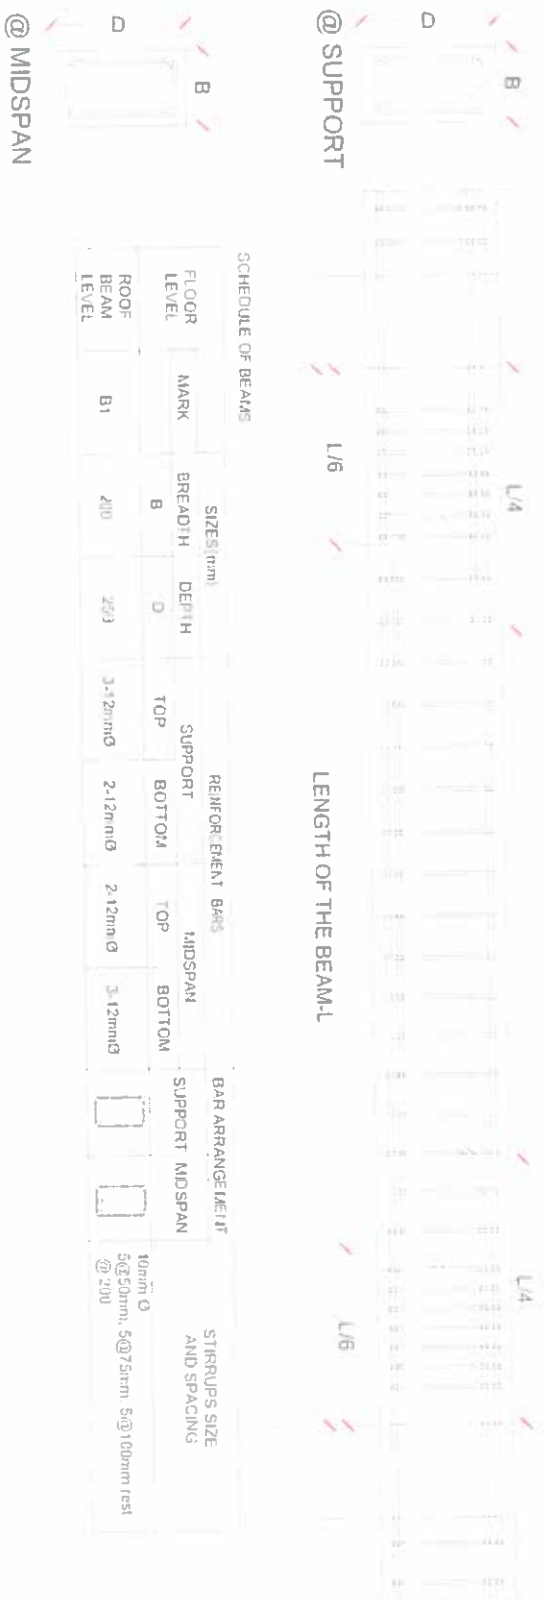 B
D
@ SUPPORT
L/4
L/4
L/6
L/6
LENGTH OF THE BEAM-L
B
D
@ MIDSPAN
SCHEDULE OF BEAMS
FLOOR LEVEL
MARK
SIZES(mm)
BREADTH
B
DEPTH
D
REINFORCEMENT BARS
SUPPORT
MIDSPAN
TOP
BOTTOM
TOP
BOTTOM
BAR ARRANGEMENT
SUPPORT MIDSPAN
STIRRUPS SIZE
AND SPACING
ROOF
BEAM
LEVEL
B1
200
250
3-12mmØ
2-12mmØ
2-12mmØ
3-12mmØ
10mm Ø
5@50mm, 5@75mm, 5@100mm rest
@ 200